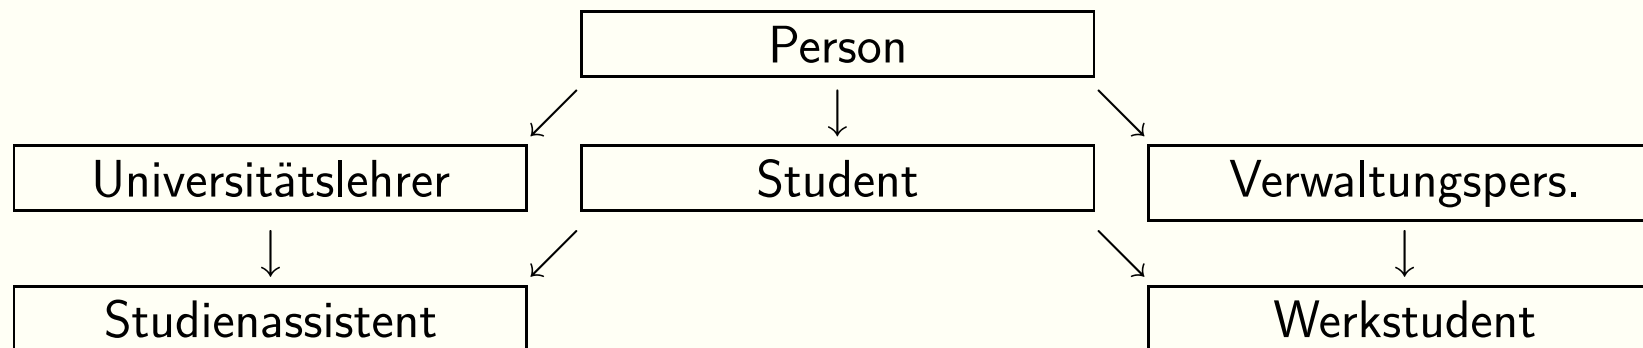 Person
Universitätslehrer
Student
Verwaltungspers.
Studienassistent
Werkstudent